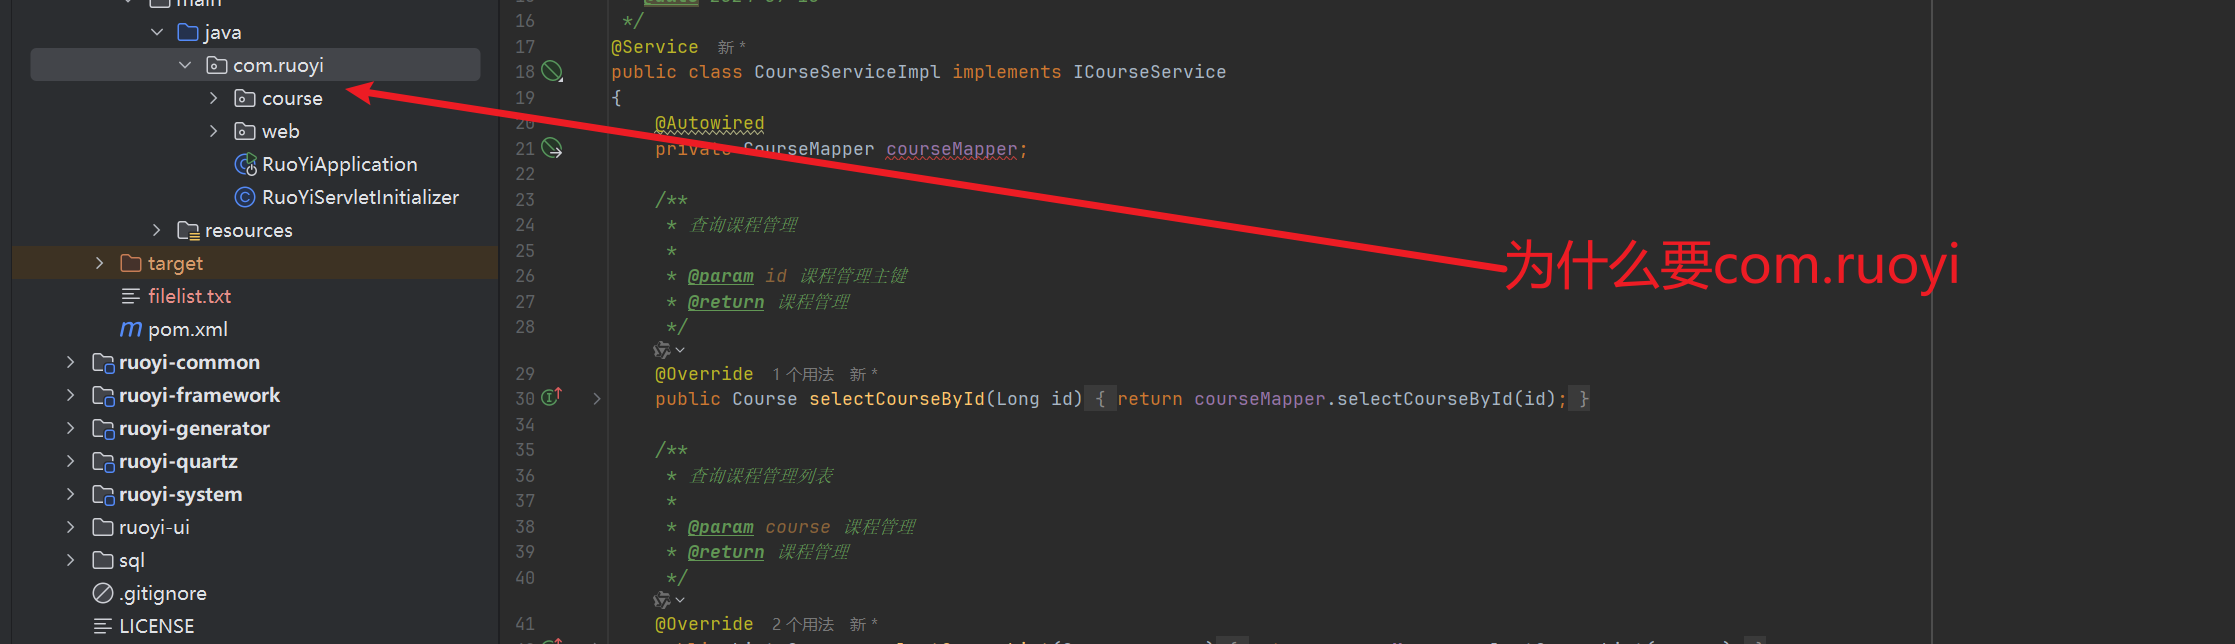 main
java
com.ruoyi
course
web
RuoYiApplication
RuoYiServletInitializer
resources
target
filelist.txt
pom.xml
ruoyi-common
ruoyi-framework
ruoyi-generator
ruoyi-quartz
ruoyi-system
ruoyi-ui
sql
.gitignore
LICENSE
16 */
17 @Service 新 *
18 public class CourseServiceImpl implements ICourseService
19 {
20 @Autowired
21 private CourseMapper courseMapper;
22
23 /**
24 * 查询课程管理
25 *
26 * @param id 课程管理主键
27 * @return 课程管理
28 */
29 @Override 1 个用法 新 *
30 public Course selectCourseById(Long id) { return courseMapper.selectCourseById(id); }
34
35 /**
36 * 查询课程管理列表
37 *
38 * @param course 课程管理
39 * @return 课程管理
40 */
41 @Override 2 个用法 新 *
为什么要com.ruoyi